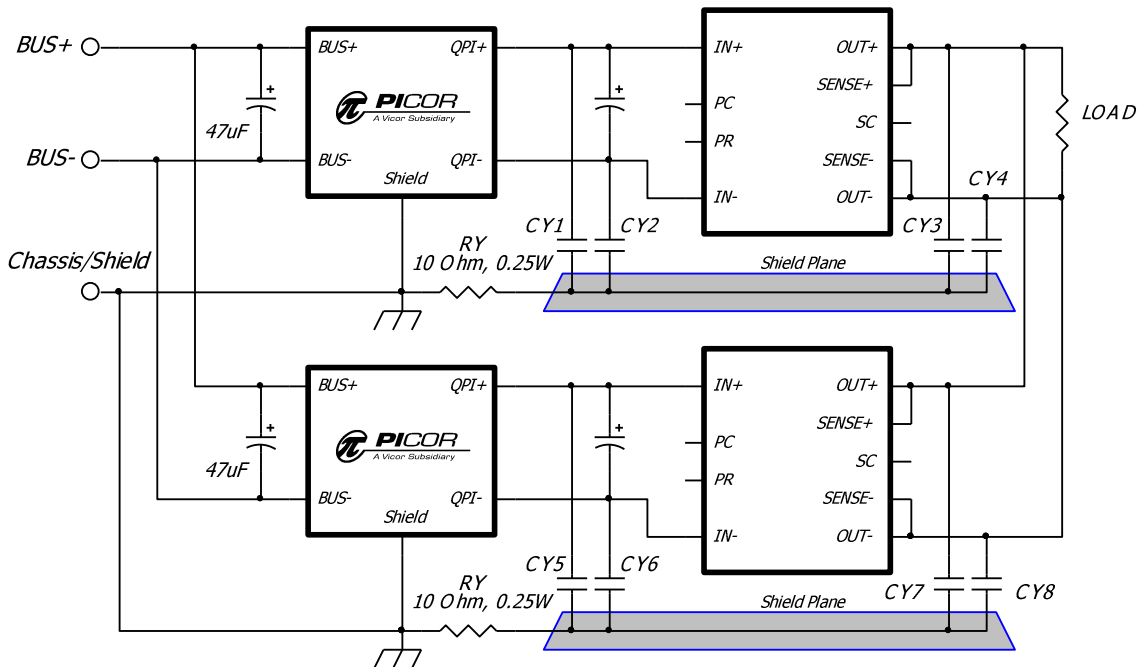 BUS+
BUS-
Chassis/Shield
47uF
BUS+
QPI+
PICOR
A Vicor Subsidiary
BUS-
QPI-
Shield
RY
10 Ohm, 0.25W
CY1
CY2
IN+
OUT+
SENSE+
PC
SC
PR
SENSE-
IN-
OUT-
CY3
CY4
LOAD
Shield Plane
47uF
BUS+
QPI+
PICOR
A Vicor Subsidiary
BUS-
QPI-
Shield
RY
10 Ohm, 0.25W
CY5
CY6
IN+
OUT+
SENSE+
PC
SC
PR
SENSE-
IN-
OUT-
CY7
CY8
Shield Plane